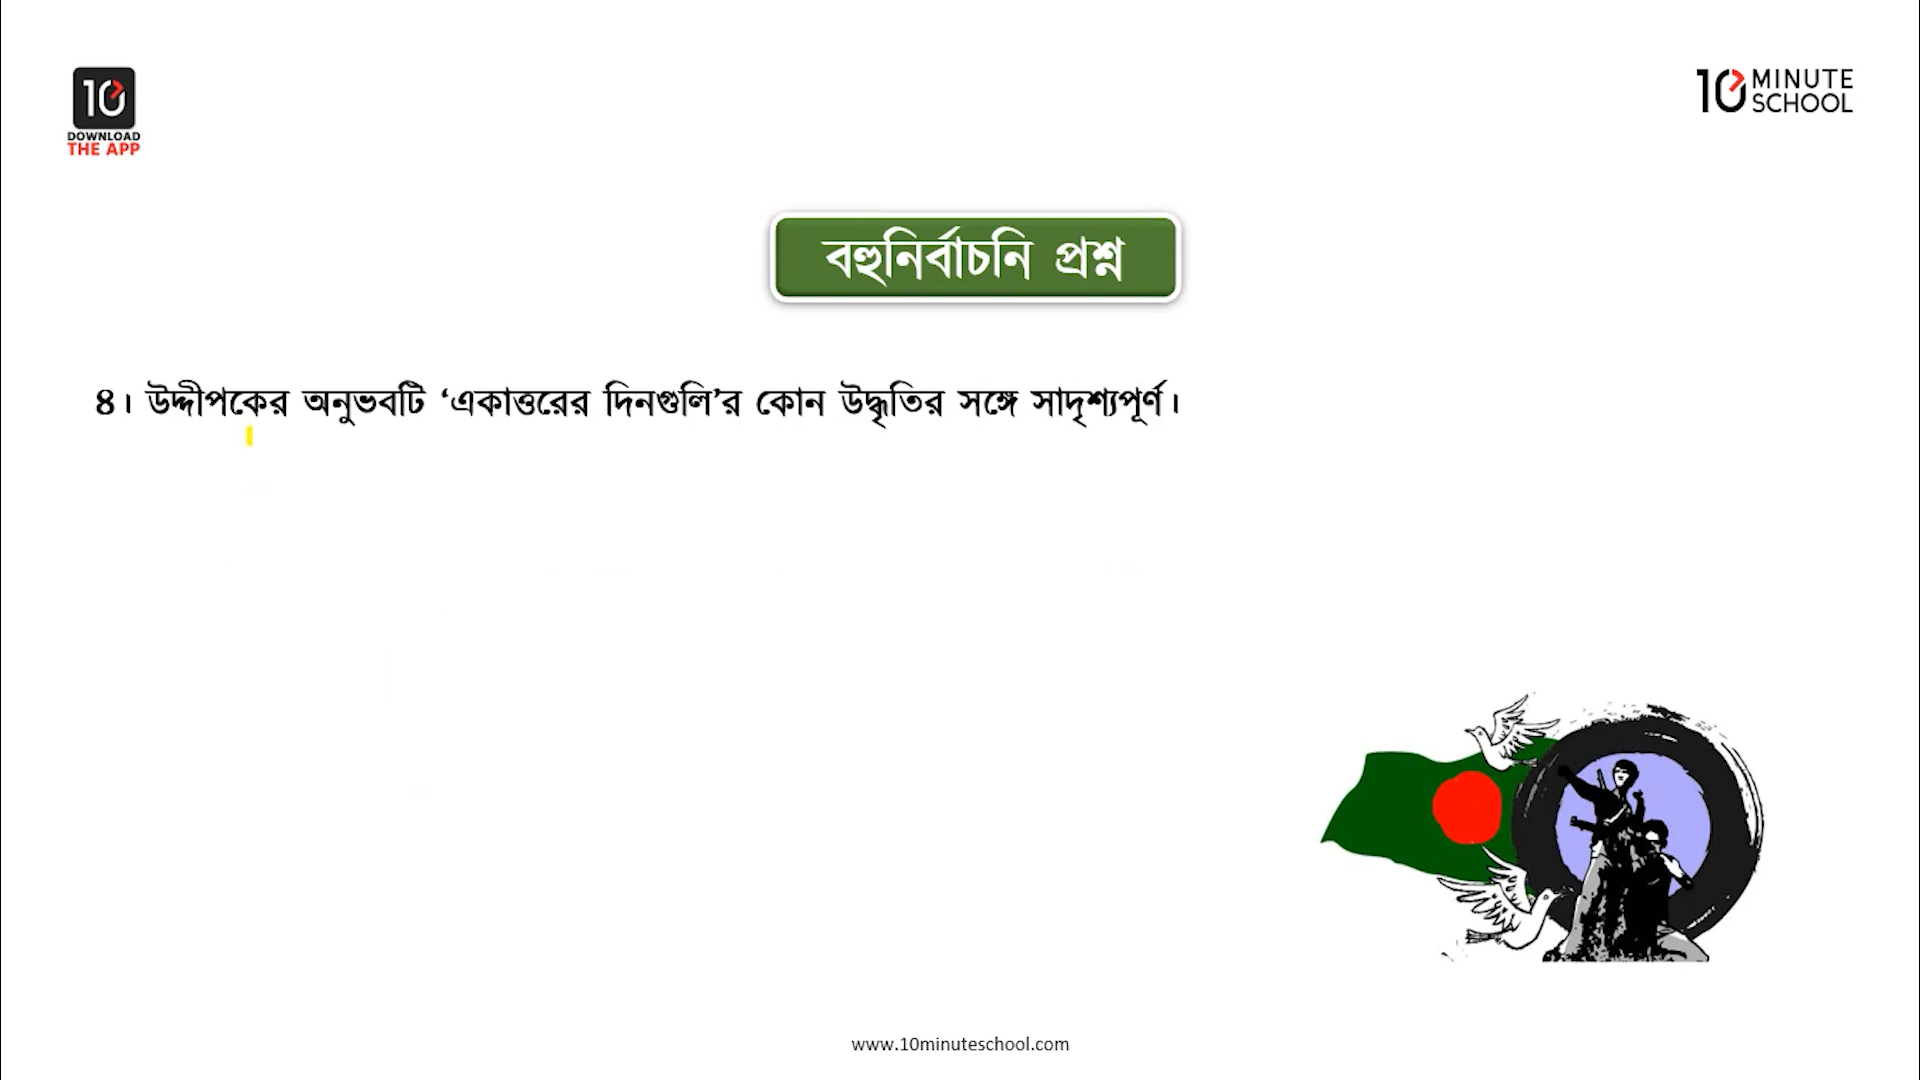 10
DOWNLOAD
THE APP
10 MINUTE
SCHOOL
বহুনির্বাচনি প্রশ্ন
৪। উদ্দীপকের অনুভবটি ‘একাত্তরের দিনগুলি’র কোন উদ্ধৃতির সঙ্গে সাদৃশ্যপূর্ণ।
www.10minuteschool.com